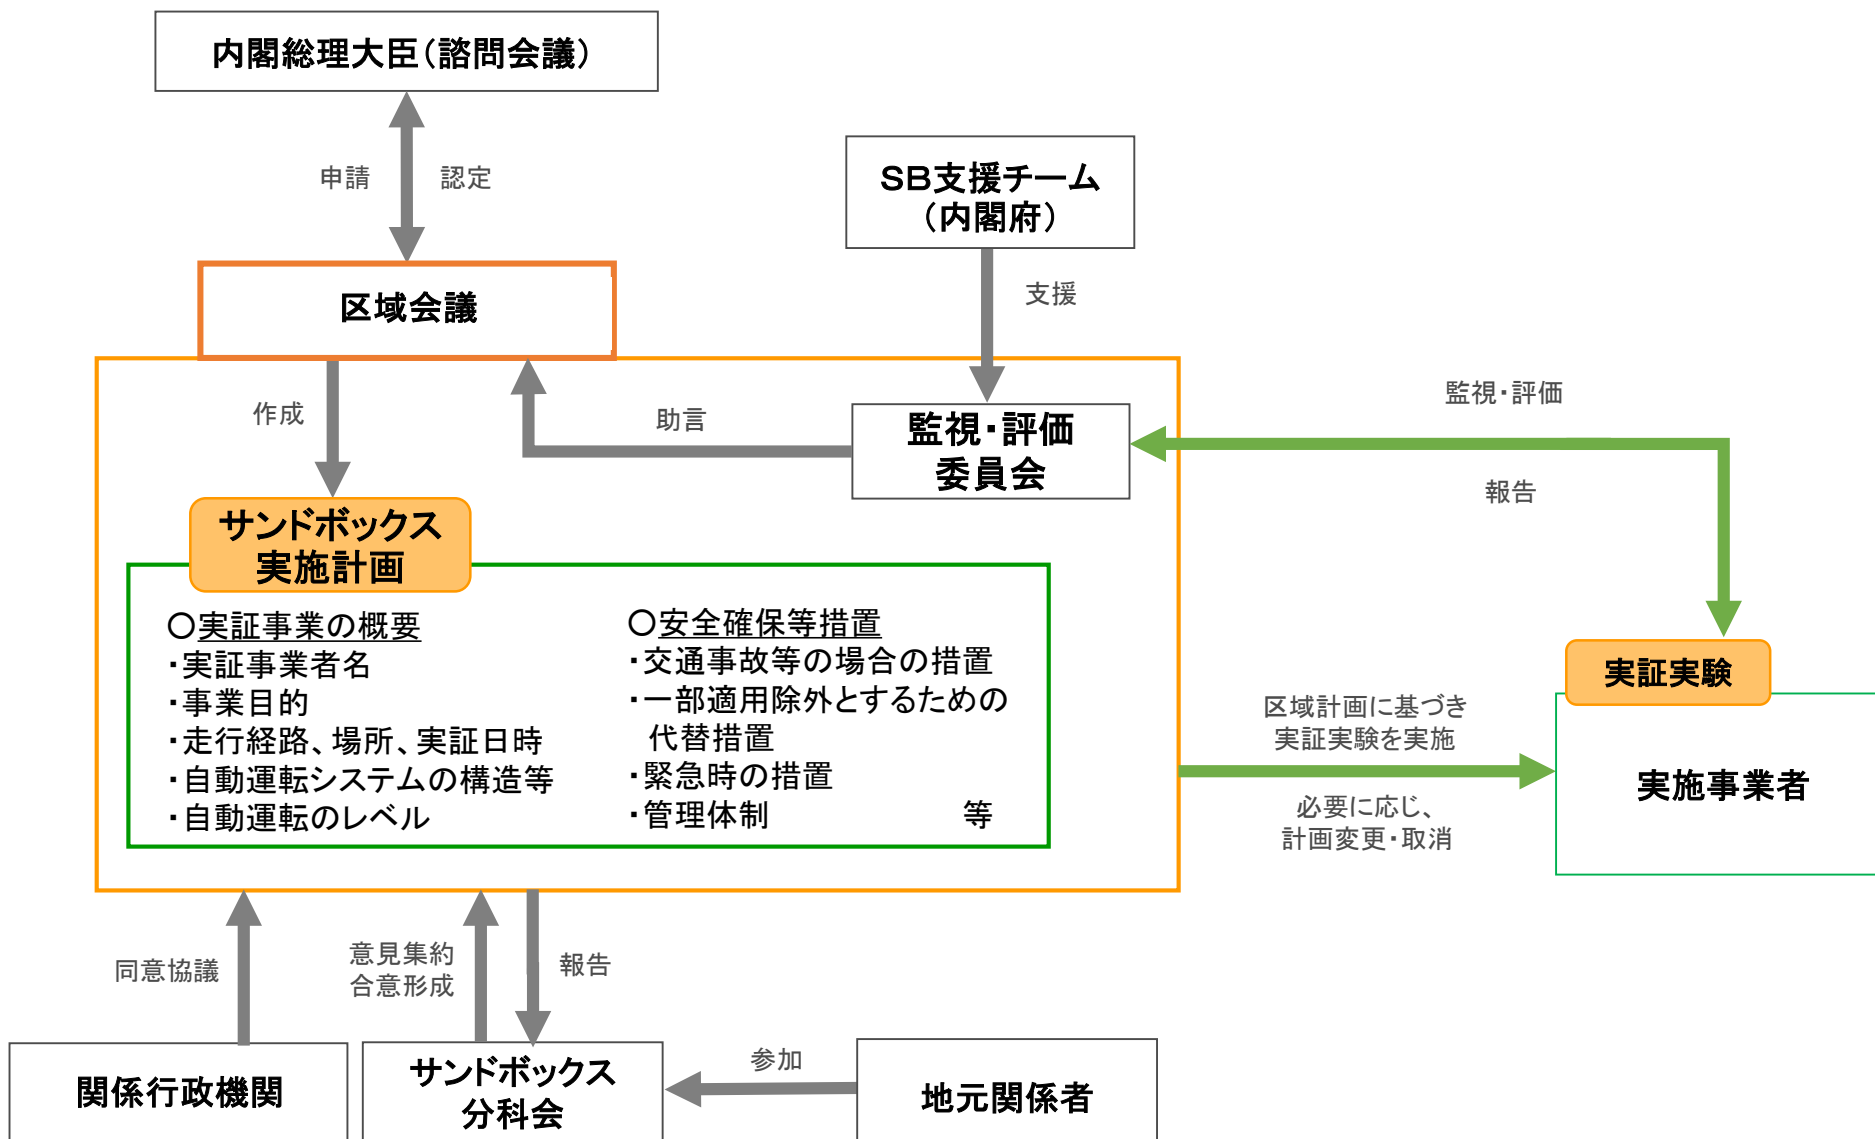 内閣総理大臣（諮問会議）
申請
認定
SB支援チーム
（内閣府）
支援
区域会議
作成
助言
監視・評価
委員会
監視・評価
報告
サンドボックス
実施計画
〇実証事業の概要
・実証事業者名
・事業目的
・走行経路、場所、実証日時
・自動運転システムの構造等
・自動運転のレベル
〇安全確保等措置
・交通事故等の場合の措置
・一部適用除外とするための
代替措置
・緊急時の措置
・管理体制 等
実証実験
区域計画に基づき
実証実験を実施
必要に応じ、
計画変更・取消
実施事業者
同意協議
意見集約
合意形成
報告
関係行政機関
サンドボックス
分科会
参加
地元関係者